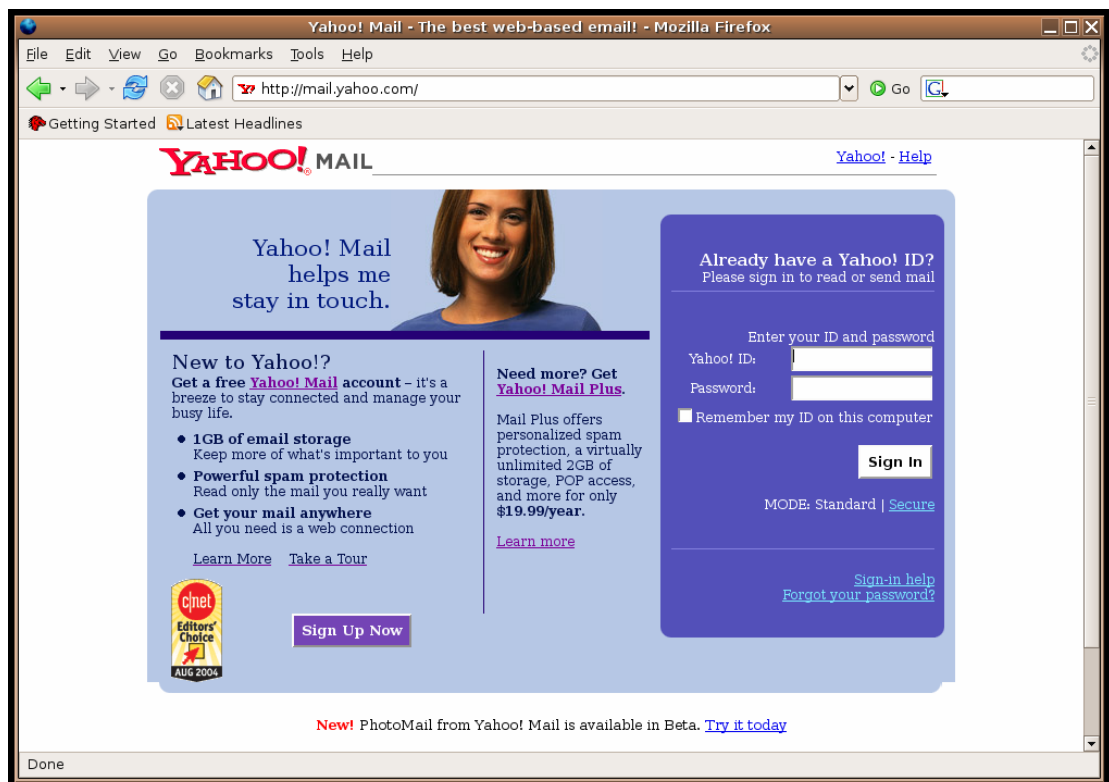 Yahoo! Mail - The best web-based email! - Mozilla Firefox
File Edit View Go Bookmarks Tools Help
http://mail.yahoo.com/ Go G
Getting Started Latest Headlines
YAHOO!® MAIL
Yahoo! - Help
Yahoo! Mail
helps me
stay in touch.
New to Yahoo!?
Get a free Yahoo! Mail account – it's a
breeze to stay connected and manage your
busy life.
• 1GB of email storage
Keep more of what's important to you
• Powerful spam protection
Read only the mail you really want
• Get your mail anywhere
All you need is a web connection
Learn More Take a Tour
c|net
Editors'
Choice
AUG 2004
Sign Up Now
Need more? Get
Yahoo! Mail Plus.
Mail Plus offers
personalized spam
protection, a virtually
unlimited 2GB of
storage, POP access,
and more for only
$19.99/year.
Learn more
Already have a Yahoo! ID?
Please sign in to read or send mail
Enter your ID and password
Yahoo! ID:
Password:
Remember my ID on this computer
Sign In
MODE: Standard | Secure
Sign-in help
Forgot your password?
New! PhotoMail from Yahoo! Mail is available in Beta. Try it today
Done